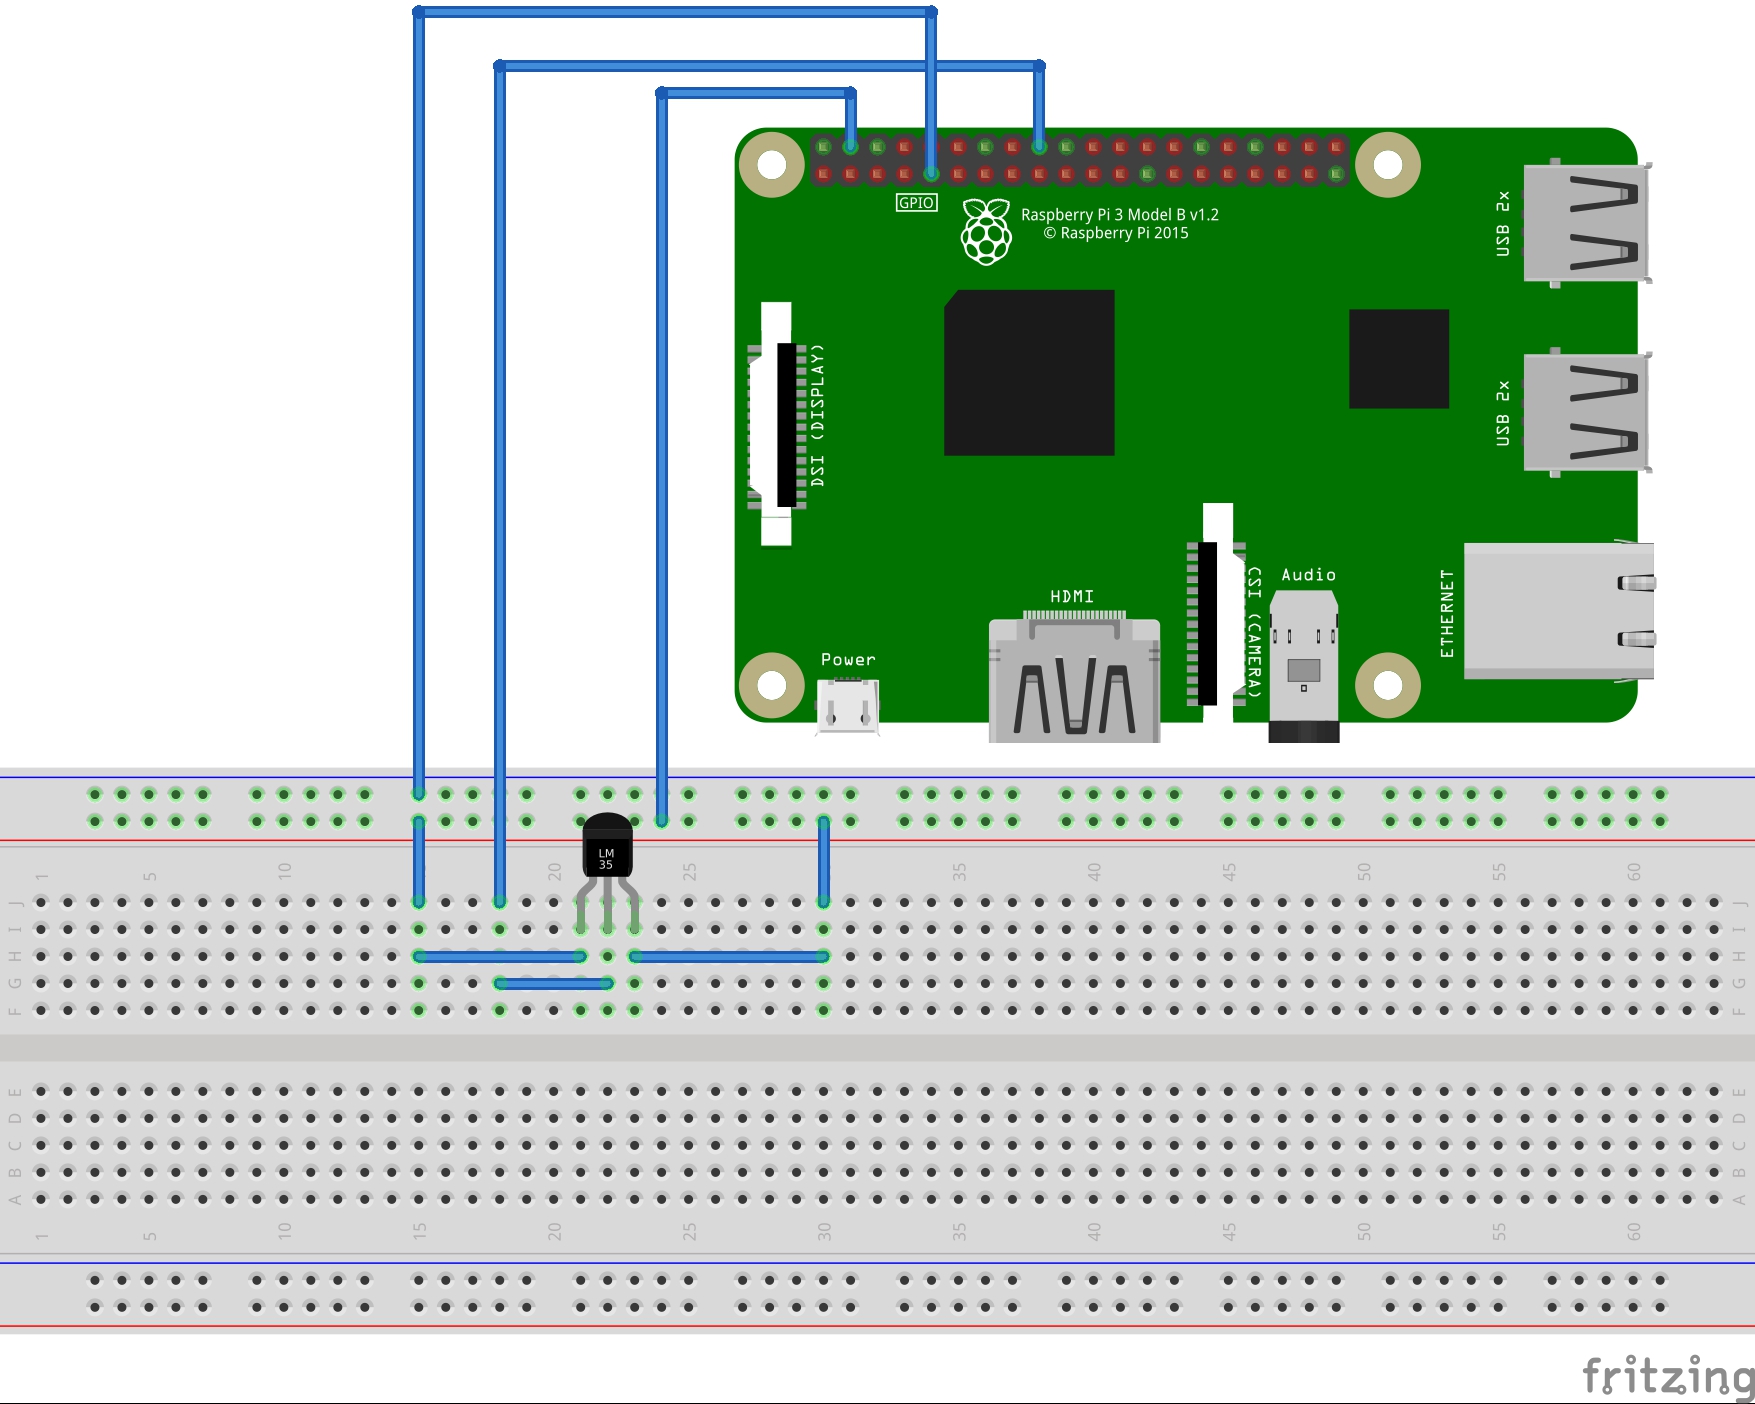 GPIO
Raspberry Pi 3 Model B v1.2
© Raspberry Pi 2015
USB 2x
DSI (DISPLAY)
USB 2x
CSI (CAMERA)
Audio
ETHERNET
HDMI
Power
LM
35
1 5 10 20 25 35 40 45 50 55 60
J J
I I
H H
G G
F F
E E
D D
C C
B B
A A
1 5 10 15 20 25 30 35 40 45 50 55 60
fritzing